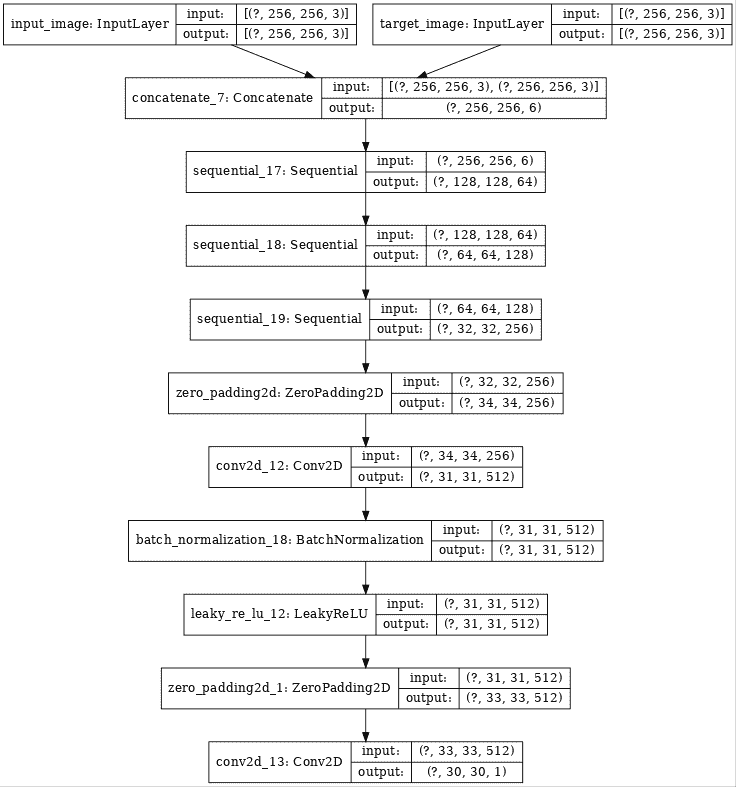 input_image: InputLayer
input: [(?, 256, 256, 3)]
output: [(?, 256, 256, 3)]
target_image: InputLayer
input: [(?, 256, 256, 3)]
output: [(?, 256, 256, 3)]
concatenate_7: Concatenate
input: [(?, 256, 256, 3), (?, 256, 256, 3)]
output: (?, 256, 256, 6)
sequential_17: Sequential
input: (?, 256, 256, 6)
output: (?, 128, 128, 64)
sequential_18: Sequential
input: (?, 128, 128, 64)
output: (?, 64, 64, 128)
sequential_19: Sequential
input: (?, 64, 64, 128)
output: (?, 32, 32, 256)
zero_padding2d: ZeroPadding2D
input: (?, 32, 32, 256)
output: (?, 34, 34, 256)
conv2d_12: Conv2D
input: (?, 34, 34, 256)
output: (?, 31, 31, 512)
batch_normalization_18: BatchNormalization
input: (?, 31, 31, 512)
output: (?, 31, 31, 512)
leaky_re_lu_12: LeakyReLU
input: (?, 31, 31, 512)
output: (?, 31, 31, 512)
zero_padding2d_1: ZeroPadding2D
input: (?, 31, 31, 512)
output: (?, 33, 33, 512)
conv2d_13: Conv2D
input: (?, 33, 33, 512)
output: (?, 30, 30, 1)